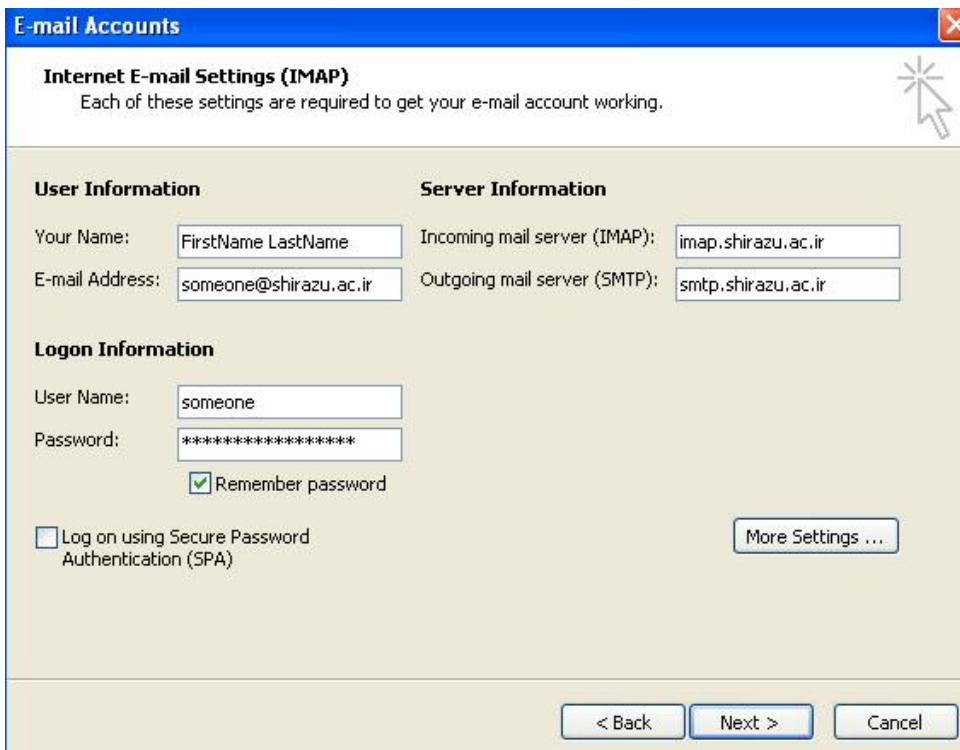 E-mail Accounts
Internet E-mail Settings (IMAP)
Each of these settings are required to get your e-mail account working.
User Information
Your Name: FirstName LastName
E-mail Address: someone@shirazu.ac.ir
Server Information
Incoming mail server (IMAP): imap.shirazu.ac.ir
Outgoing mail server (SMTP): smtp.shirazu.ac.ir
Logon Information
User Name: someone
Password: *****************
Remember password
Log on using Secure Password
Authentication (SPA)
More Settings ...
< Back Next > Cancel